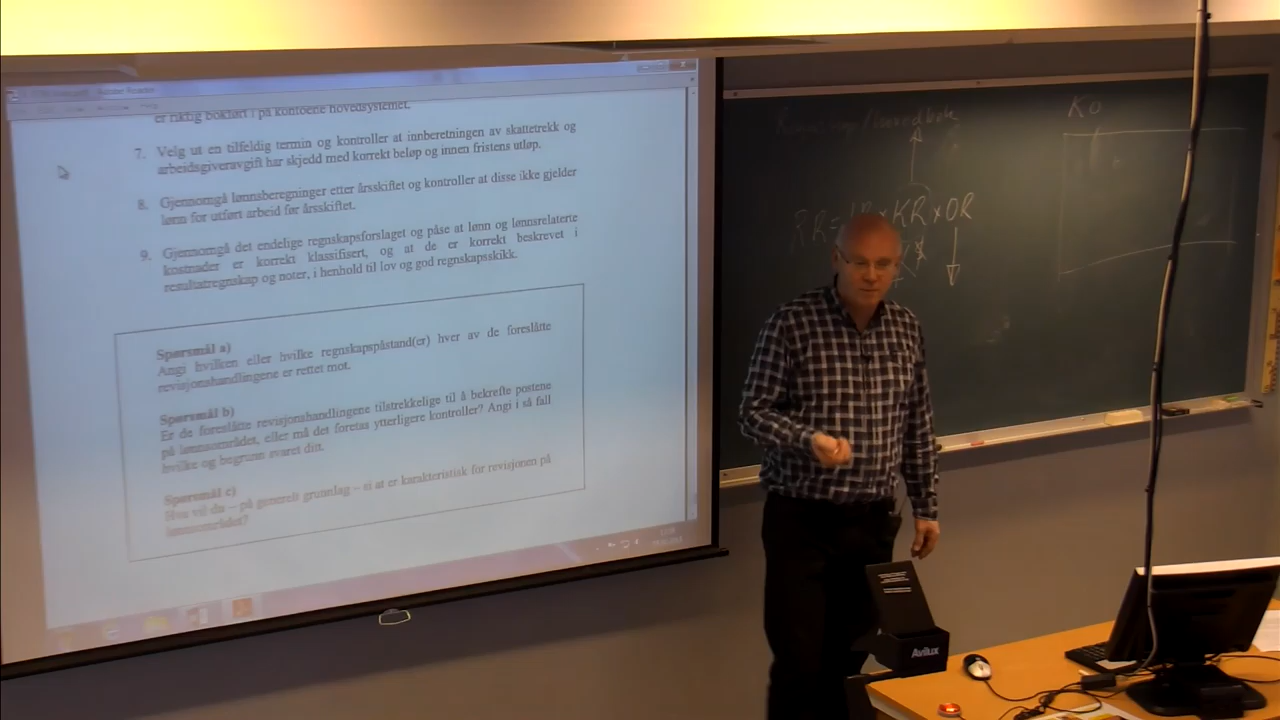 Adobe Reader
er riktig bokført i på kontoene hovedsystemet.
7. Velg ut en tilfeldig termin og kontroller at innberetningen av skattetrekk og
arbeidsgiveravgift har skjedd med korrekt beløp og innen fristens utløp.
8. Gjennomgå lønnsberegninger etter årsskiftet og kontroller at disse ikke gjelder
lønn for utført arbeid før årsskiftet.
9. Gjennomgå det endelige regnskapsforslaget og påse at lønn og lønnsrelaterte
kostnader er korrekt klassifisert, og at de er korrekt beskrevet i
resultatregnskap og noter, i henhold til lov og god regnskapsskikk.
Spørsmål a)
Angi hvilken eller hvilke regnskapspåstand(er) hver av de foreslåtte
revisjonshandlingene er rettet mot.
Spørsmål b)
Er de foreslåtte revisjonshandlingene tilstrekkelige til å bekrefte postene
på lønnsområdet, eller må det foretas ytterligere kontroller? Angi i så fall
hvilke og begrunn svaret ditt.
Spørsmål c)
Hva vil du – på generelt grunnlag – si at er karakteristisk for revisjonen på
lønnsområdet?
RR= IR × KR × OR
KO
Avilux